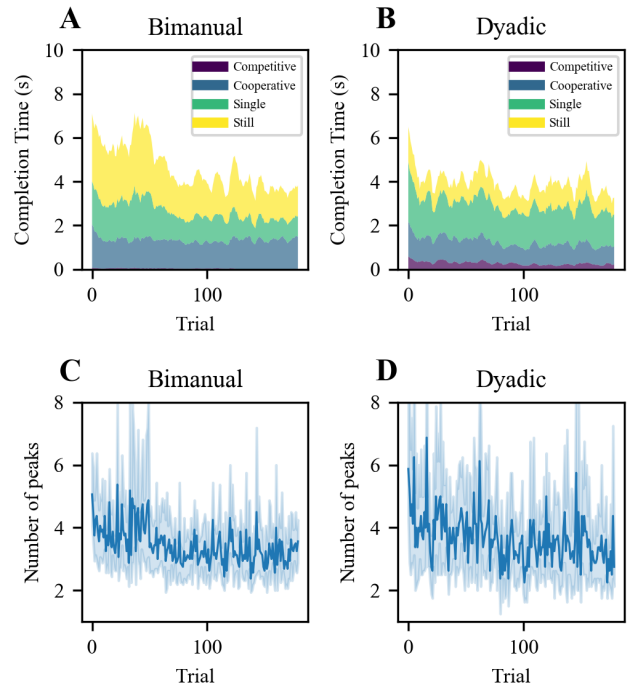 A
Bimanual
Completion Time (s)
10
8
6
4
2
0
0
100
Trial
Competitive
Cooperative
Single
Still
B
Dyadic
Completion Time (s)
10
8
6
4
2
0
0
100
Trial
Competitive
Cooperative
Single
Still
C
Bimanual
Number of peaks
8
6
4
2
0
100
Trial
D
Dyadic
Number of peaks
8
6
4
2
0
100
Trial